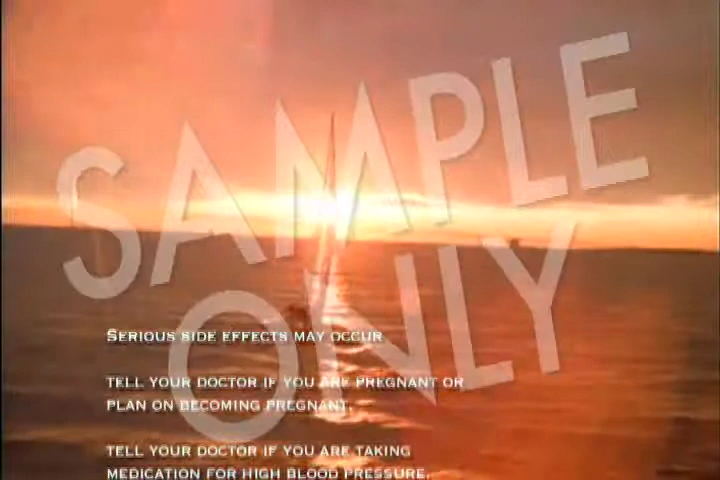 SAMPLE
ONLY
Serious side effects may occur
tell your doctor if you are pregnant or
plan on becoming pregnant.
tell your doctor if you are taking
medication for high blood pressure.